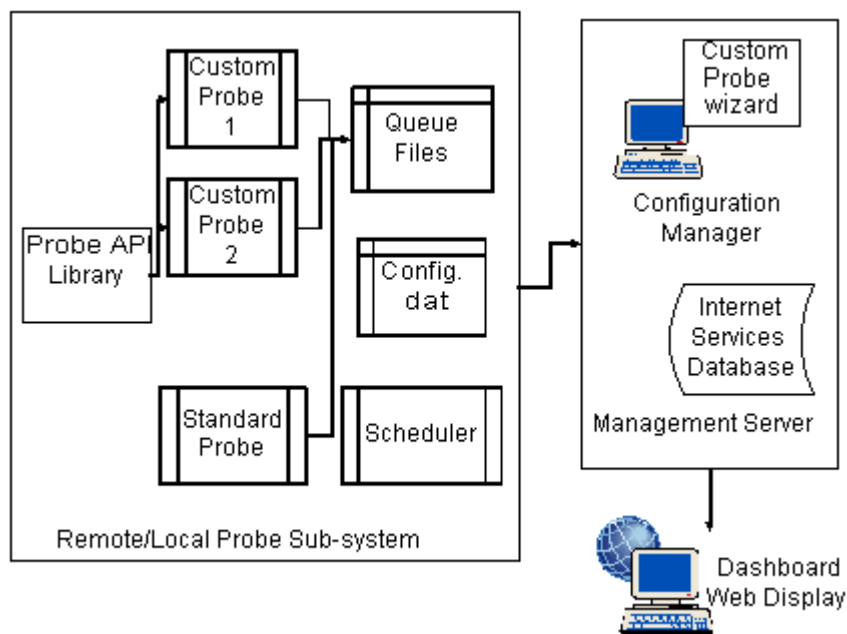 Custom
Probe
1
Queue
Files
Custom
Probe
2
Probe API
Library
Config.
dat
Standard
Probe
Scheduler
Remote/Local Probe Sub-system
Custom
Probe
wizard
Configuration
Manager
Internet
Services
Database
Management Server
Dashboard
Web Display